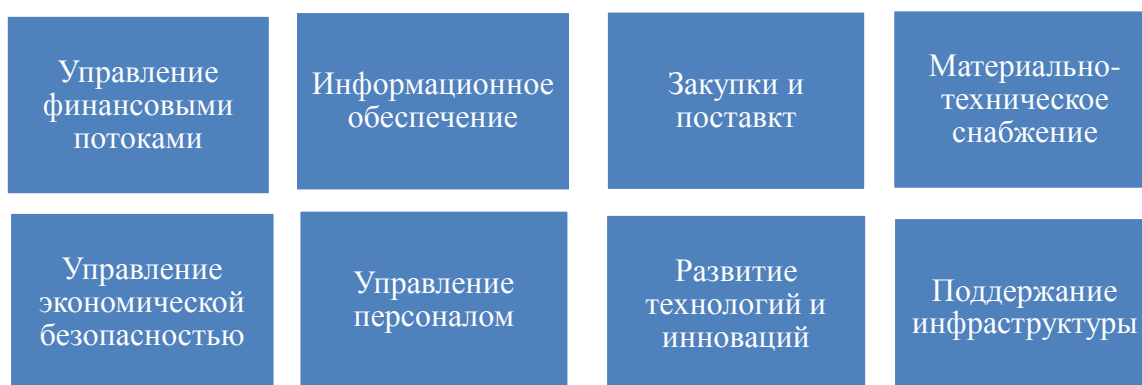 Управление
финансовыми
потоками
Информационное
обеспечение
Закупки и
поставкт
Материально-
техническое
снабжение
Управление
экономической
безопасностью
Управление
персоналом
Развитие
технологий и
инноваций
Поддержание
инфраструктуры